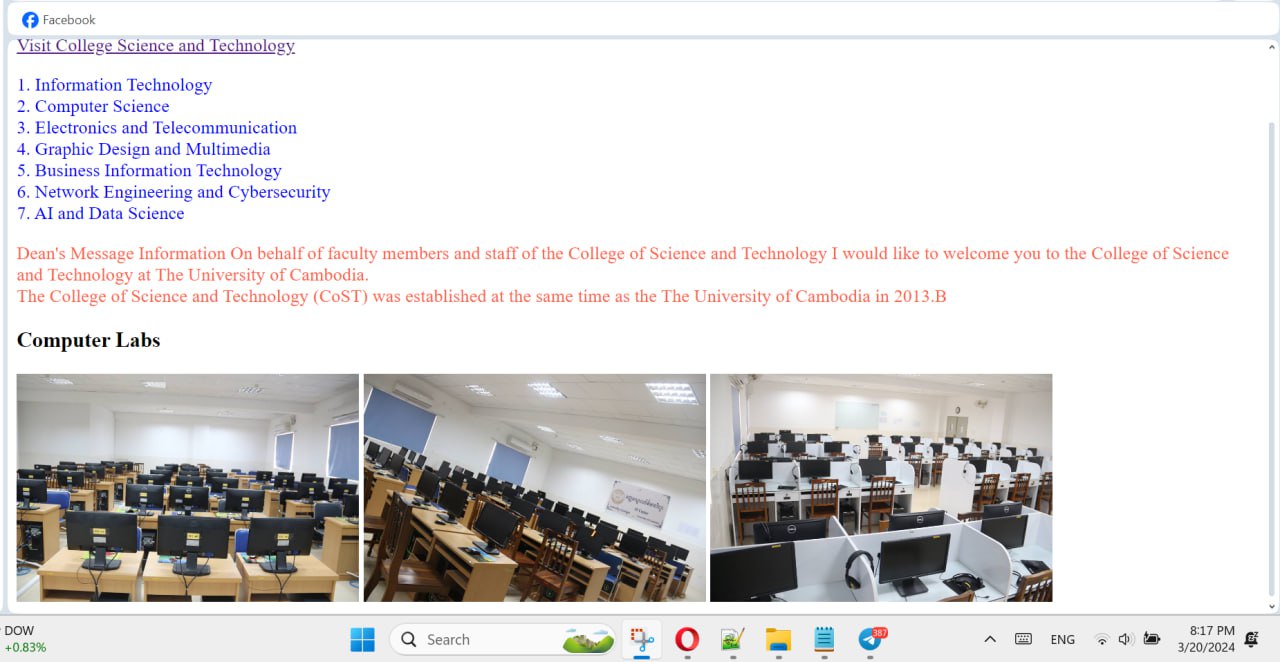 Facebook
Visit College Science and Technology
1. Information Technology
2. Computer Science
3. Electronics and Telecommunication
4. Graphic Design and Multimedia
5. Business Information Technology
6. Network Engineering and Cybersecurity
7. AI and Data Science
Dean's Message Information On behalf of faculty members and staff of the College of Science and Technology I would like to welcome you to the College of Science
and Technology at The University of Cambodia.
The College of Science and Technology (CoST) was established at the same time as the The University of Cambodia in 2013.B
Computer Labs
DOW
+0.83%
Search
387
ENG
8:17 PM
3/20/2024